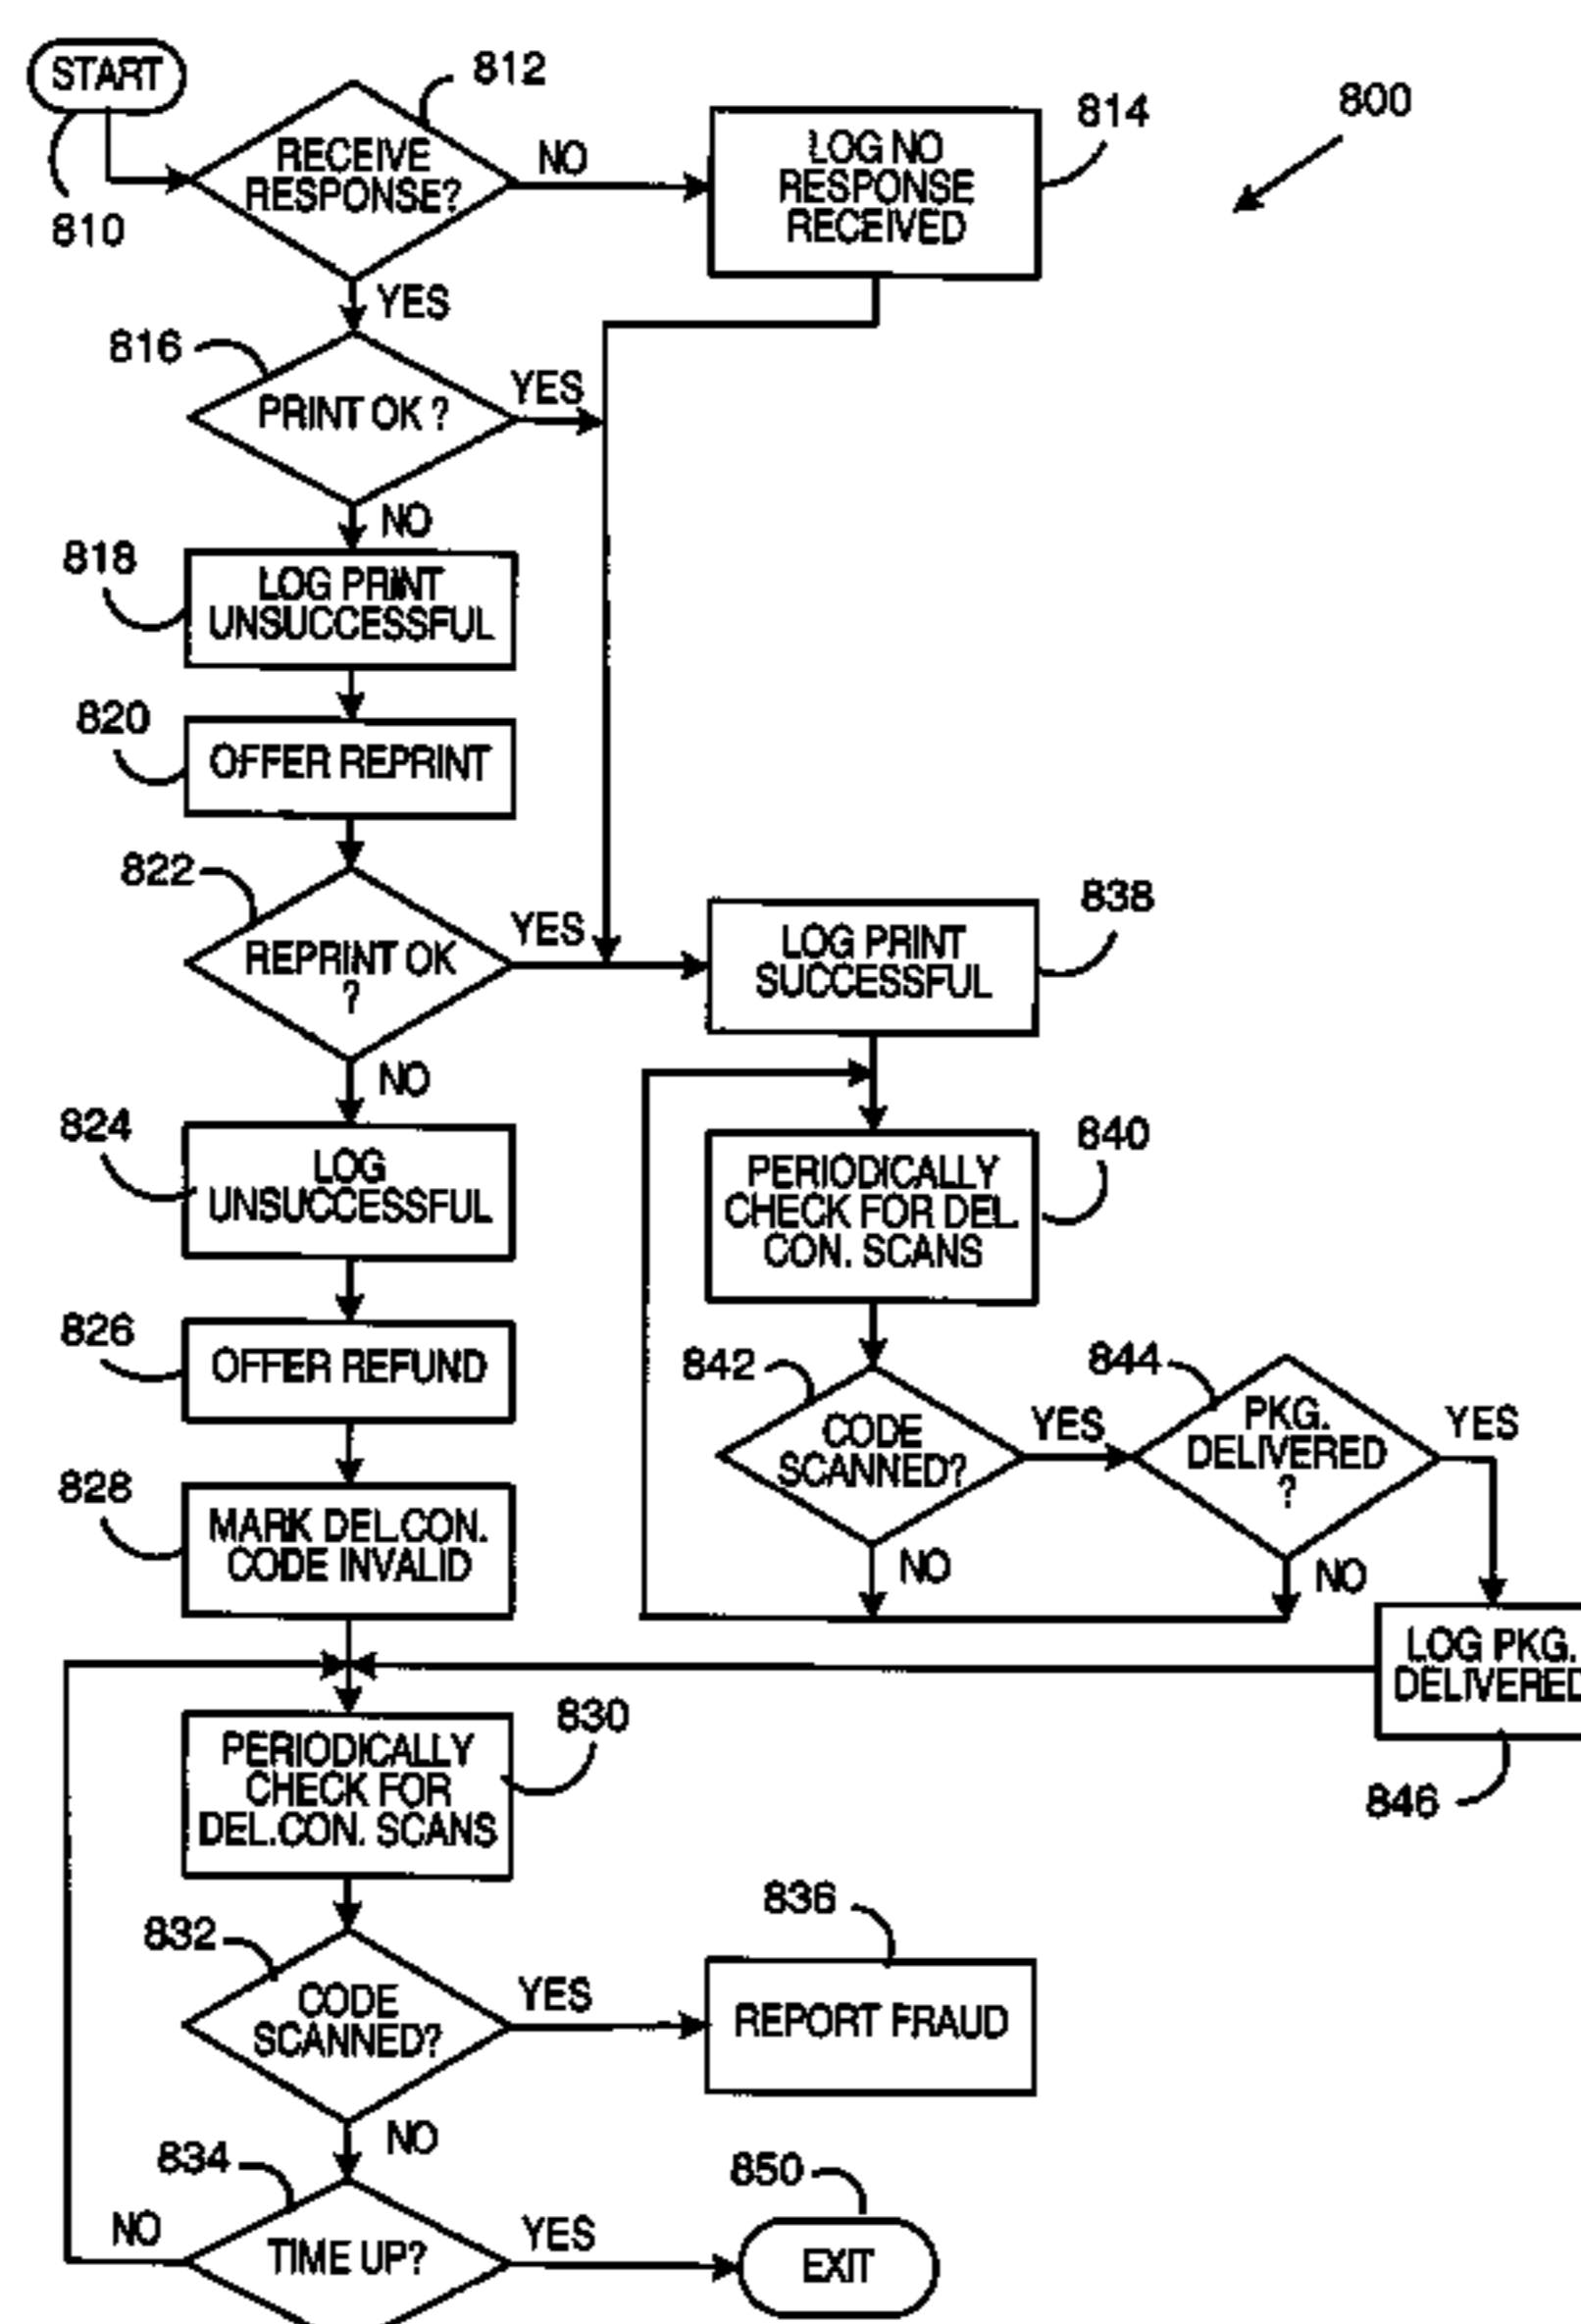 START
812
RECEIVE
RESPONSE?
NO
LOG NO
RESPONSE
RECEIVED
814
800
810
YES
816
PRINT OK ?
YES
NO
818
LOG PRINT
UNSUCCESSFUL
820
OFFER REPRINT
822
REPRINT OK
?
YES
LOG PRINT
SUCCESSFUL
838
NO
824
LOG
UNSUCCESSFUL
PERIODICALLY
CHECK FOR DEL.
CON. SCANS
840
826
OFFER REFUND
842
CODE
SCANNED?
YES
844
PKG.
DELIVERED
?
YES
828
MARK DEL.CON.
CODE INVALID
NO
NO
LOG PKG.
DELIVERED
846
PERIODICALLY
CHECK FOR
DEL.CON. SCANS
830
832
CODE
SCANNED?
YES
836
REPORT FRAUD
NO
834
TIME UP?
NO
YES
850
EXIT